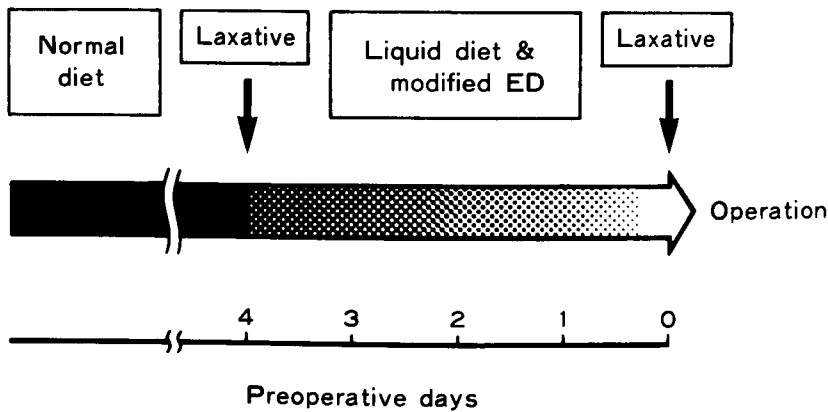 Normal
diet
Laxative
Liquid diet &
modified ED
Laxative
Operation
4 3 2 1 0
Preoperative days